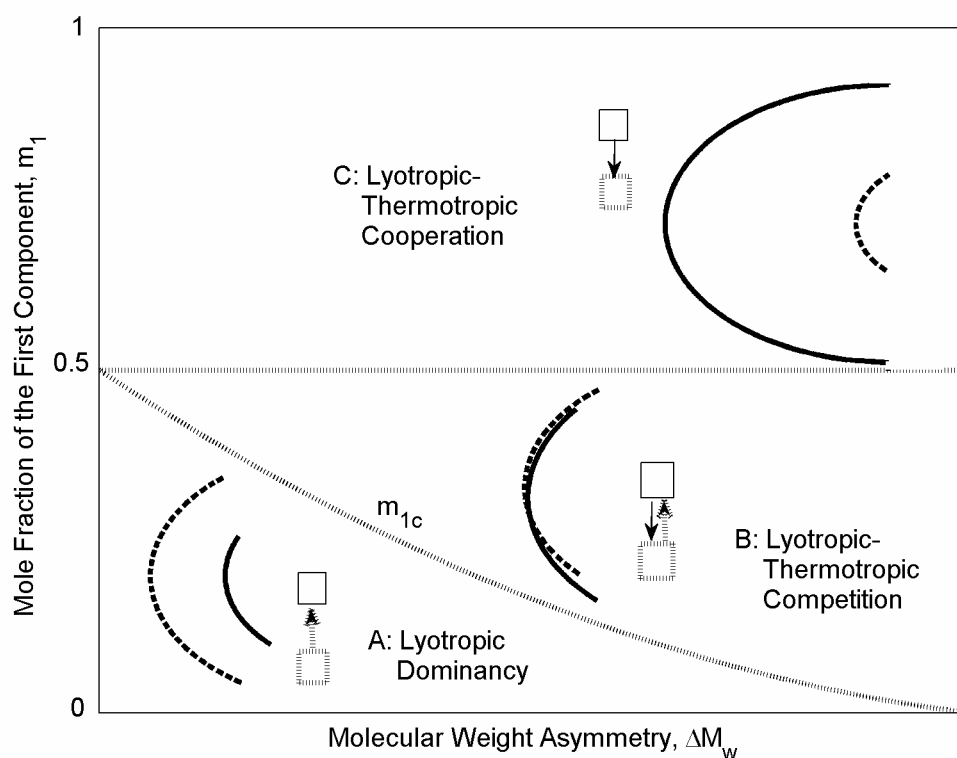 1
C: Lyotropic-
Thermotropic
Cooperation
Mole Fraction of the First Component, m1
0.5
m1c
B: Lyotropic-
Thermotropic
Competition
A: Lyotropic
Dominancy
0
Molecular Weight Asymmetry, ΔMw